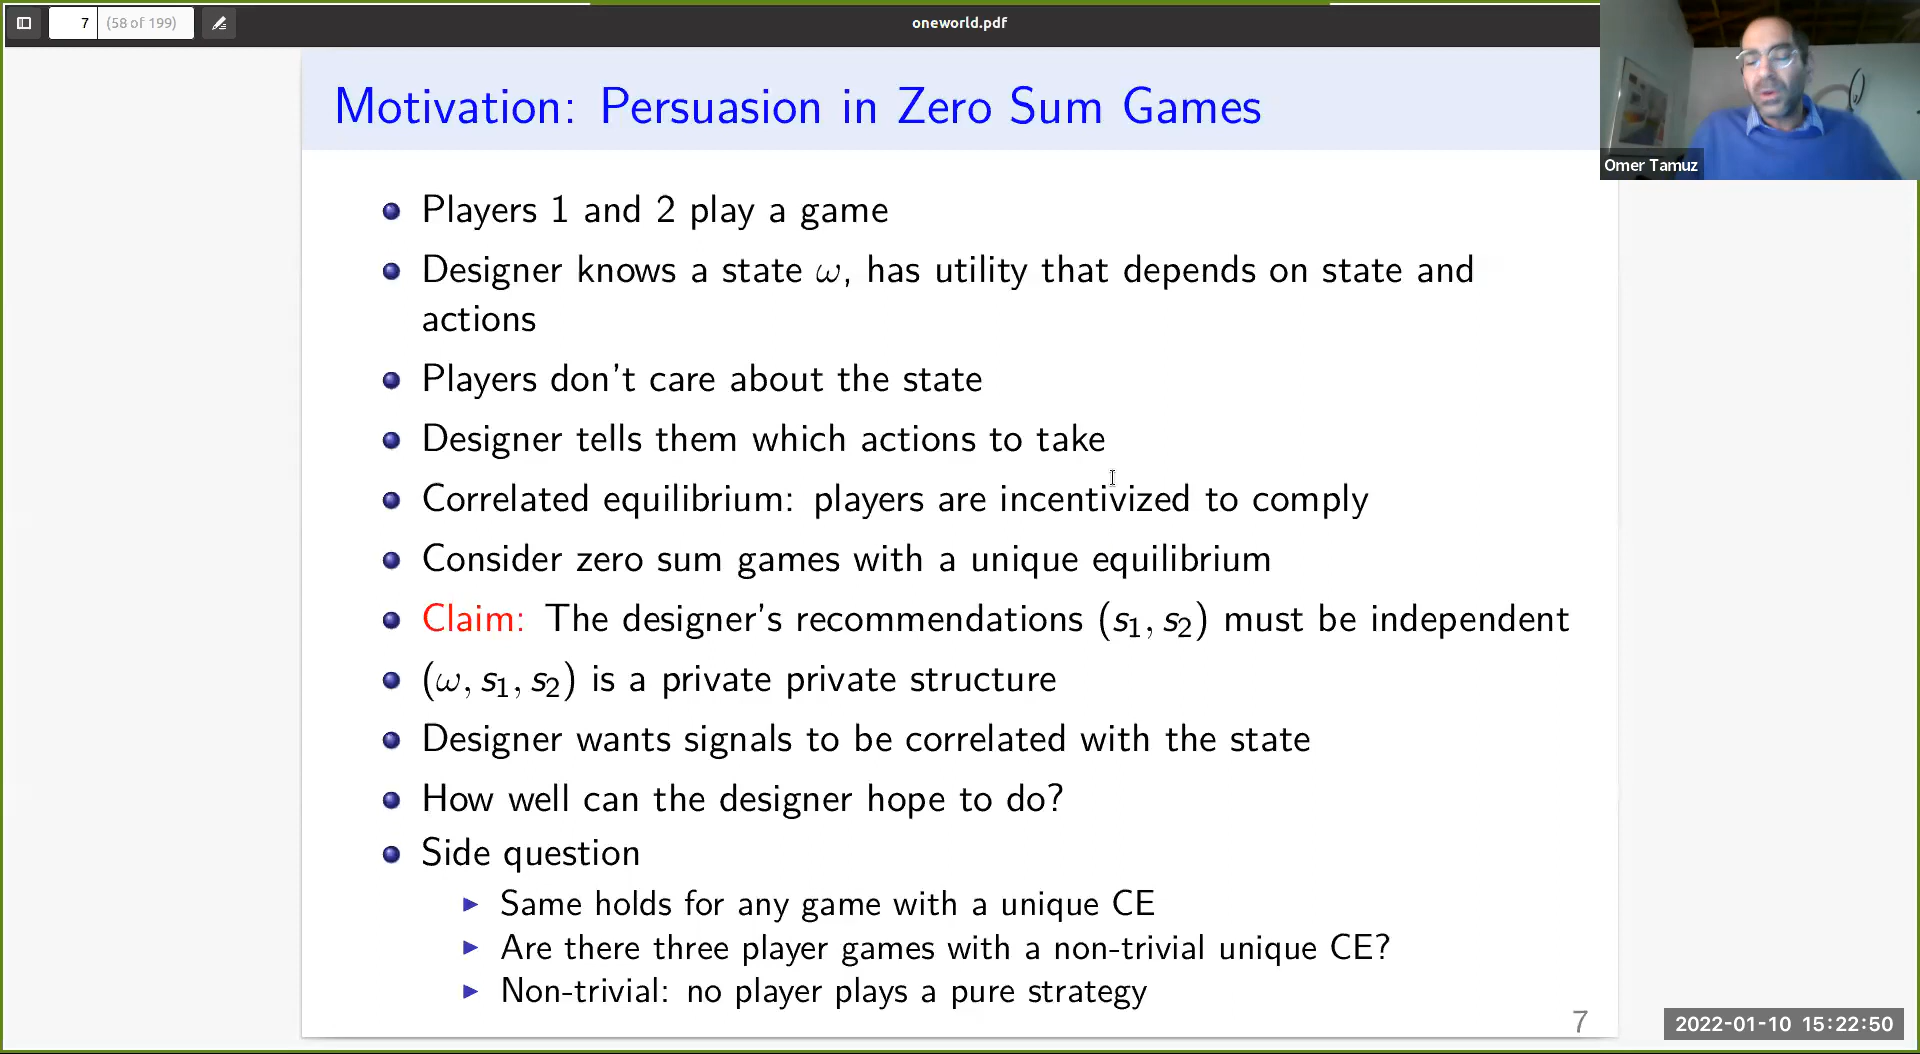 7 (58 of 199)
oneworld.pdf
Omer Tamuz
Motivation: Persuasion in Zero Sum Games
Players 1 and 2 play a game
Designer knows a state ω, has utility that depends on state and
actions
Players don't care about the state
Designer tells them which actions to take
Correlated equilibrium: players are incentivized to comply
Consider zero sum games with a unique equilibrium
Claim: The designer's recommendations (s₁, s₂) must be independent
(ω, s₁, s₂) is a private private structure
Designer wants signals to be correlated with the state
How well can the designer hope to do?
Side question
Same holds for any game with a unique CE
Are there three player games with a non-trivial unique CE?
Non-trivial: no player plays a pure strategy
7
2022-01-10 15:22:50